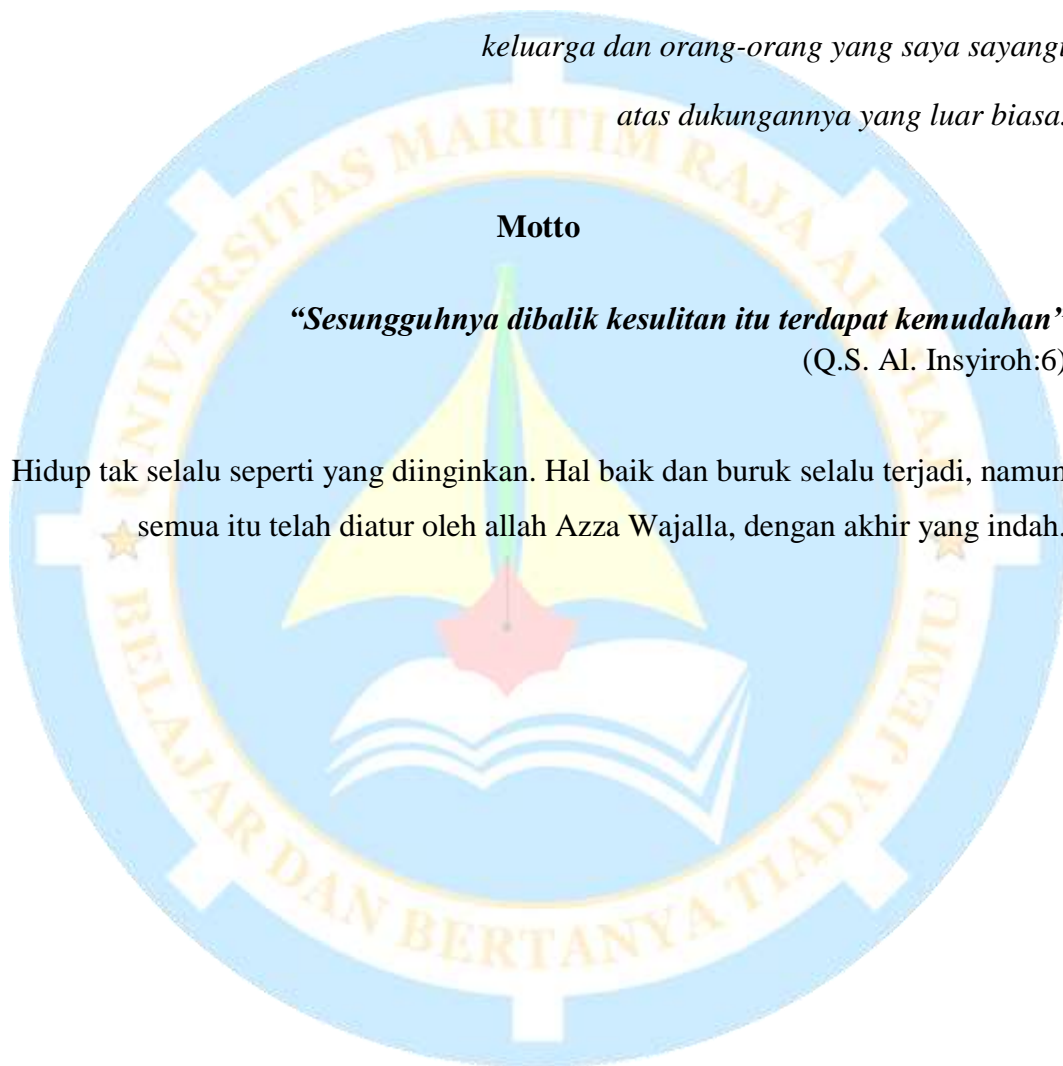 keluarga dan orang-orang yang saya sayangi
atas dukungannya yang luar biasa.
Motto
“Sesungguhnya dibalik kesulitan itu terdapat kemudahan”
(Q.S. Al. Insyiroh:6)
Hidup tak selalu seperti yang diinginkan. Hal baik dan buruk selalu terjadi, namun
semua itu telah diatur oleh allah Azza Wajalla, dengan akhir yang indah.
UNIVERSITAS MARITIM RAJA ALI HAJI
BELAJAR DAN BERTANYA TIADA JEMU